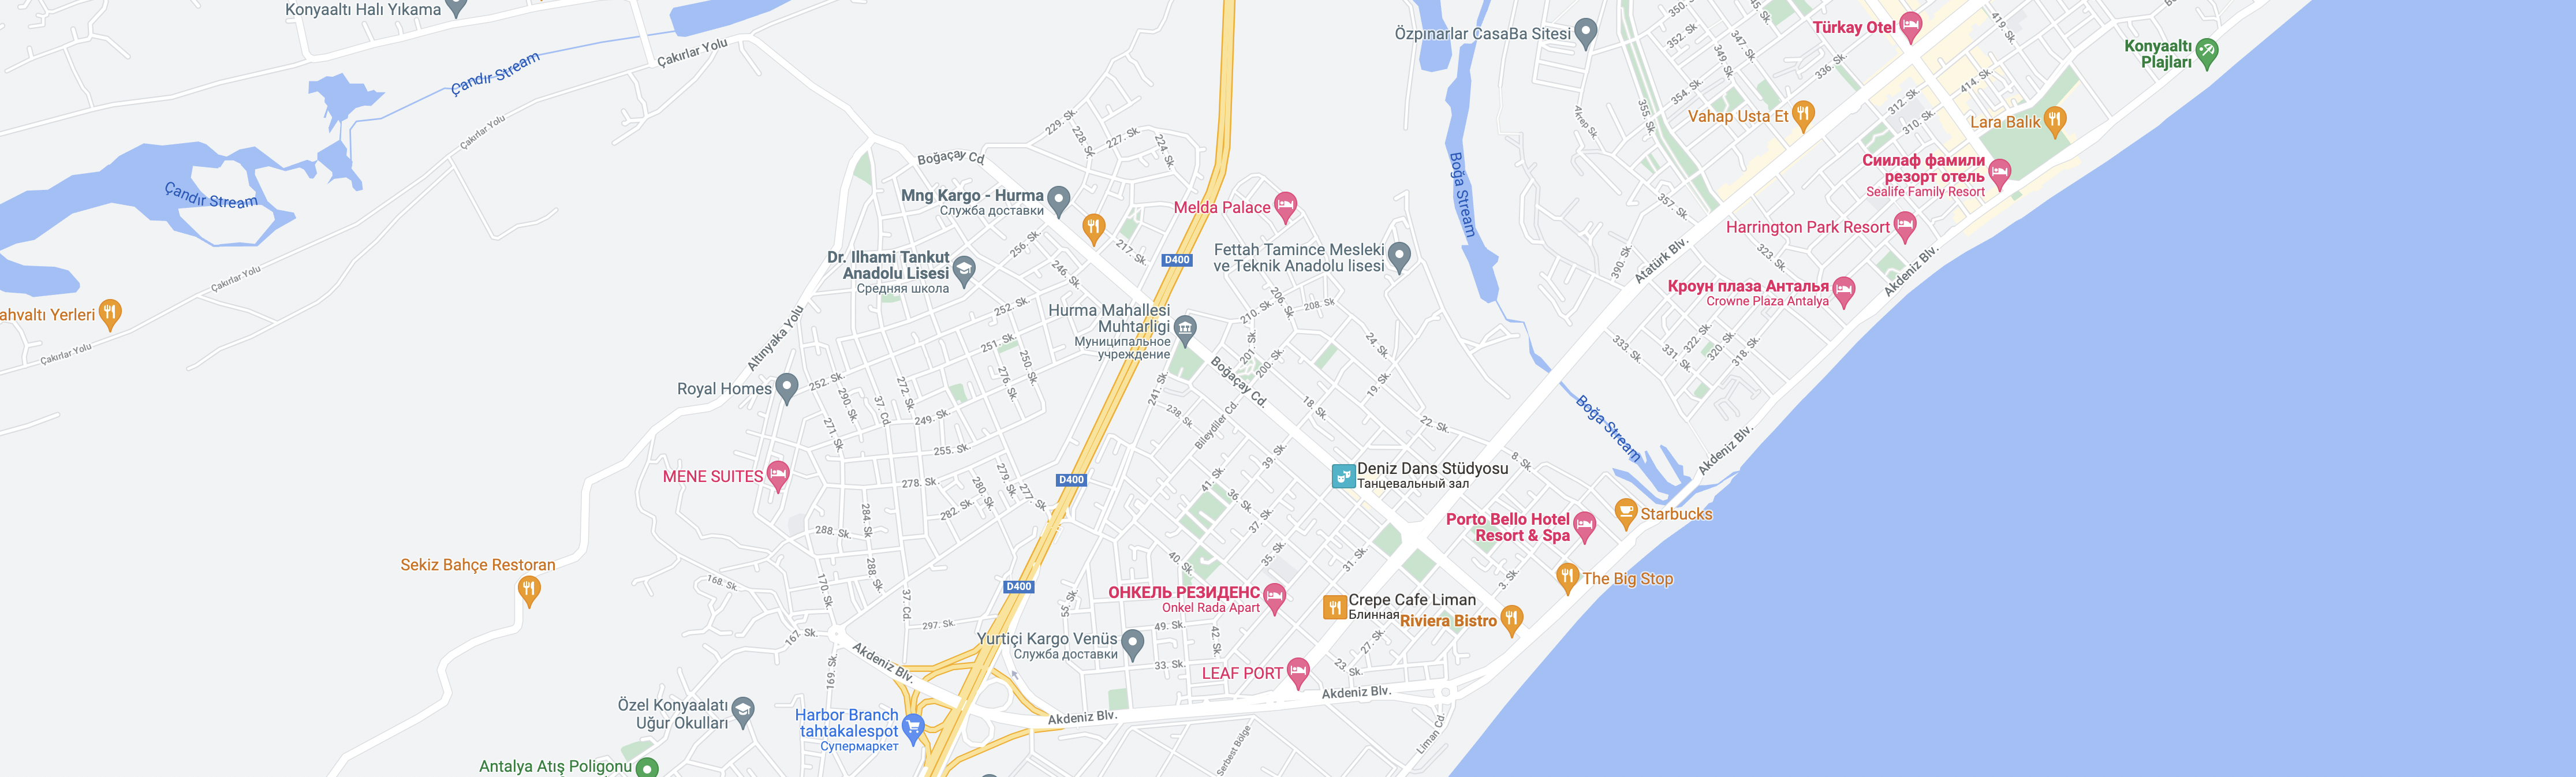 Konyaaltı Halı Yıkama
Çandır Stream
Çakırlar Yolu
Özpınarlar CasaBa Sitesi
350.
352. Sk.
45. Sk.
347. Sk.
349. Sk.
354. Sk.
336. Sk.
355. Sk.
Türkay Otel
419. Sk.
414. Sk.
Konyaaltı
Plajları
Vahap Usta Et
312. Sk.
310. Sk.
Lara Balık
Akrep Sk.
Çakırlar Yolu
229. Sk.
228. Sk.
227. Sk.
224. Sk.
Boğaçay Cd.
Boğa Stream
Сиилаф фамили
резорт отель
Sealife Family Resort
Çandır Stream
Mng Kargo - Hurma
Служба доставки
Melda Palace
357. Sk.
Harrington Park Resort
256. Sk.
217. Sk.
D400
Fettah Tamince Mesleki
ve Teknik Anadolu lisesi
390. Sk.
Atatürk Blv.
323. Sk.
Akdeniz Blv.
Dr. Ilhami Tankut
Anadolu Lisesi
Средняя школа
246. Sk.
Çakırlar Yolu
Кроун плаза Анталья
Crowne Plaza Antalya
206. Sk.
208. Sk.
210. Sk.
252. Sk.
ahvaltı Yerleri
Hurma Mahallesi
Muhtarligi
Муниципальное
учреждение
Altınyaka Yolu
251. Sk.
250. Sk.
201. Sk.
200. Sk.
24. Sk.
333. Sk.
331. Sk.
322. Sk.
320. Sk.
318. Sk.
Çakırlar Yolu
Royal Homes
252. Sk.
290. Sk.
37. Cd.
272. Sk.
276. Sk.
241. Sk.
Boğaçay Cd.
19. Sk.
18. Sk.
238. Sk.
Bileydiler Cd.
249. Sk.
271. Sk.
22. Sk.
Boğa Stream
Akdeniz Blv.
255. Sk.
39. Sk.
8. Sk.
MENE SUITES
278. Sk.
279. Sk.
280. Sk.
277. Sk.
282. Sk.
D400
41. Sk.
36. Sk.
37. Sk.
Deniz Dans Stüdyosu
Танцевальный зал
284. Sk.
288. Sk.
Porto Bello Hotel
Resort & Spa
Starbucks
Sekiz Bahçe Restoran
288. Sk.
168. Sk.
170. Sk.
37. Cd.
D400
40. Sk.
35. Sk.
31. Sk.
3. Sk.
The Big Stop
ОНКЕЛЬ РЕЗИДЕНС
Onkel Rada Apart
Crepe Cafe Liman
Блинная
Riviera Bistro
55. Sk.
297. Sk.
49. Sk.
42. Sk.
27. Sk.
167. Sk.
Akdeniz Blv.
Yurtiçi Kargo Venüs
Служба доставки
33. Sk.
23. Sk.
LEAF PORT
169. Sk.
Akdeniz Blv.
Akdeniz Blv.
Özel Konyaalatı
Uğur Okulları
Harbor Branch
tahtakalespot
Супермаркет
Serbest Bölge
Liman Cd.
Antalya Atış Poligonu